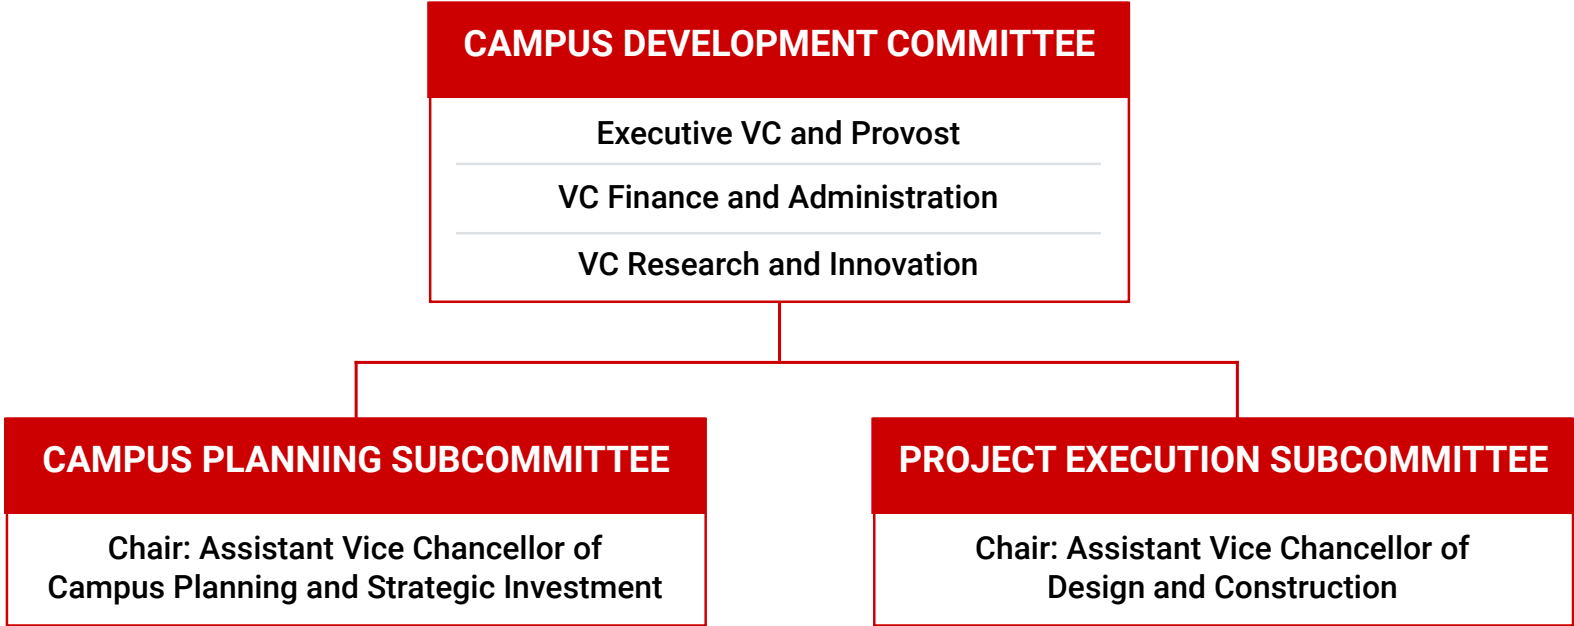 CAMPUS DEVELOPMENT COMMITTEE
Executive VC and Provost
VC Finance and Administration
VC Research and Innovation
CAMPUS PLANNING SUBCOMMITTEE
Chair: Assistant Vice Chancellor of
Campus Planning and Strategic Investment
PROJECT EXECUTION SUBCOMMITTEE
Chair: Assistant Vice Chancellor of
Design and Construction